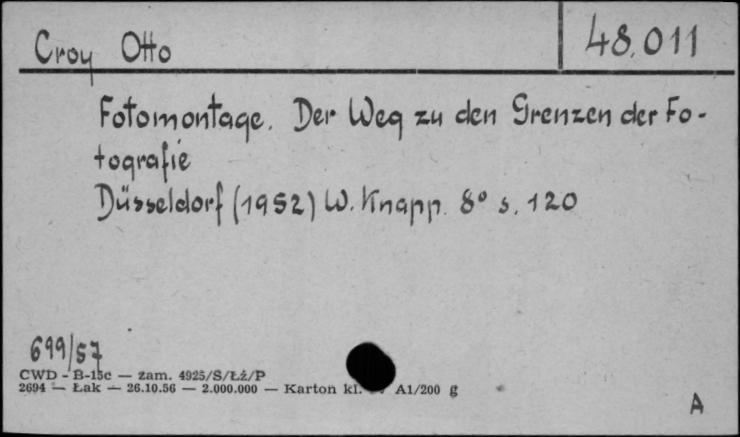 Croy Otto
48.011
Fotomontage. Der Weg zu den Grenzen der Fo-
tografie
Düsseldorf (1952) W. Knapp. 8° s. 120
699/57
CWD - B-15c — zam. 4925/S/Łż/P
2694 — Łak — 26.10.56 — 2.000.000 — Karton kl. A1/200 g
A